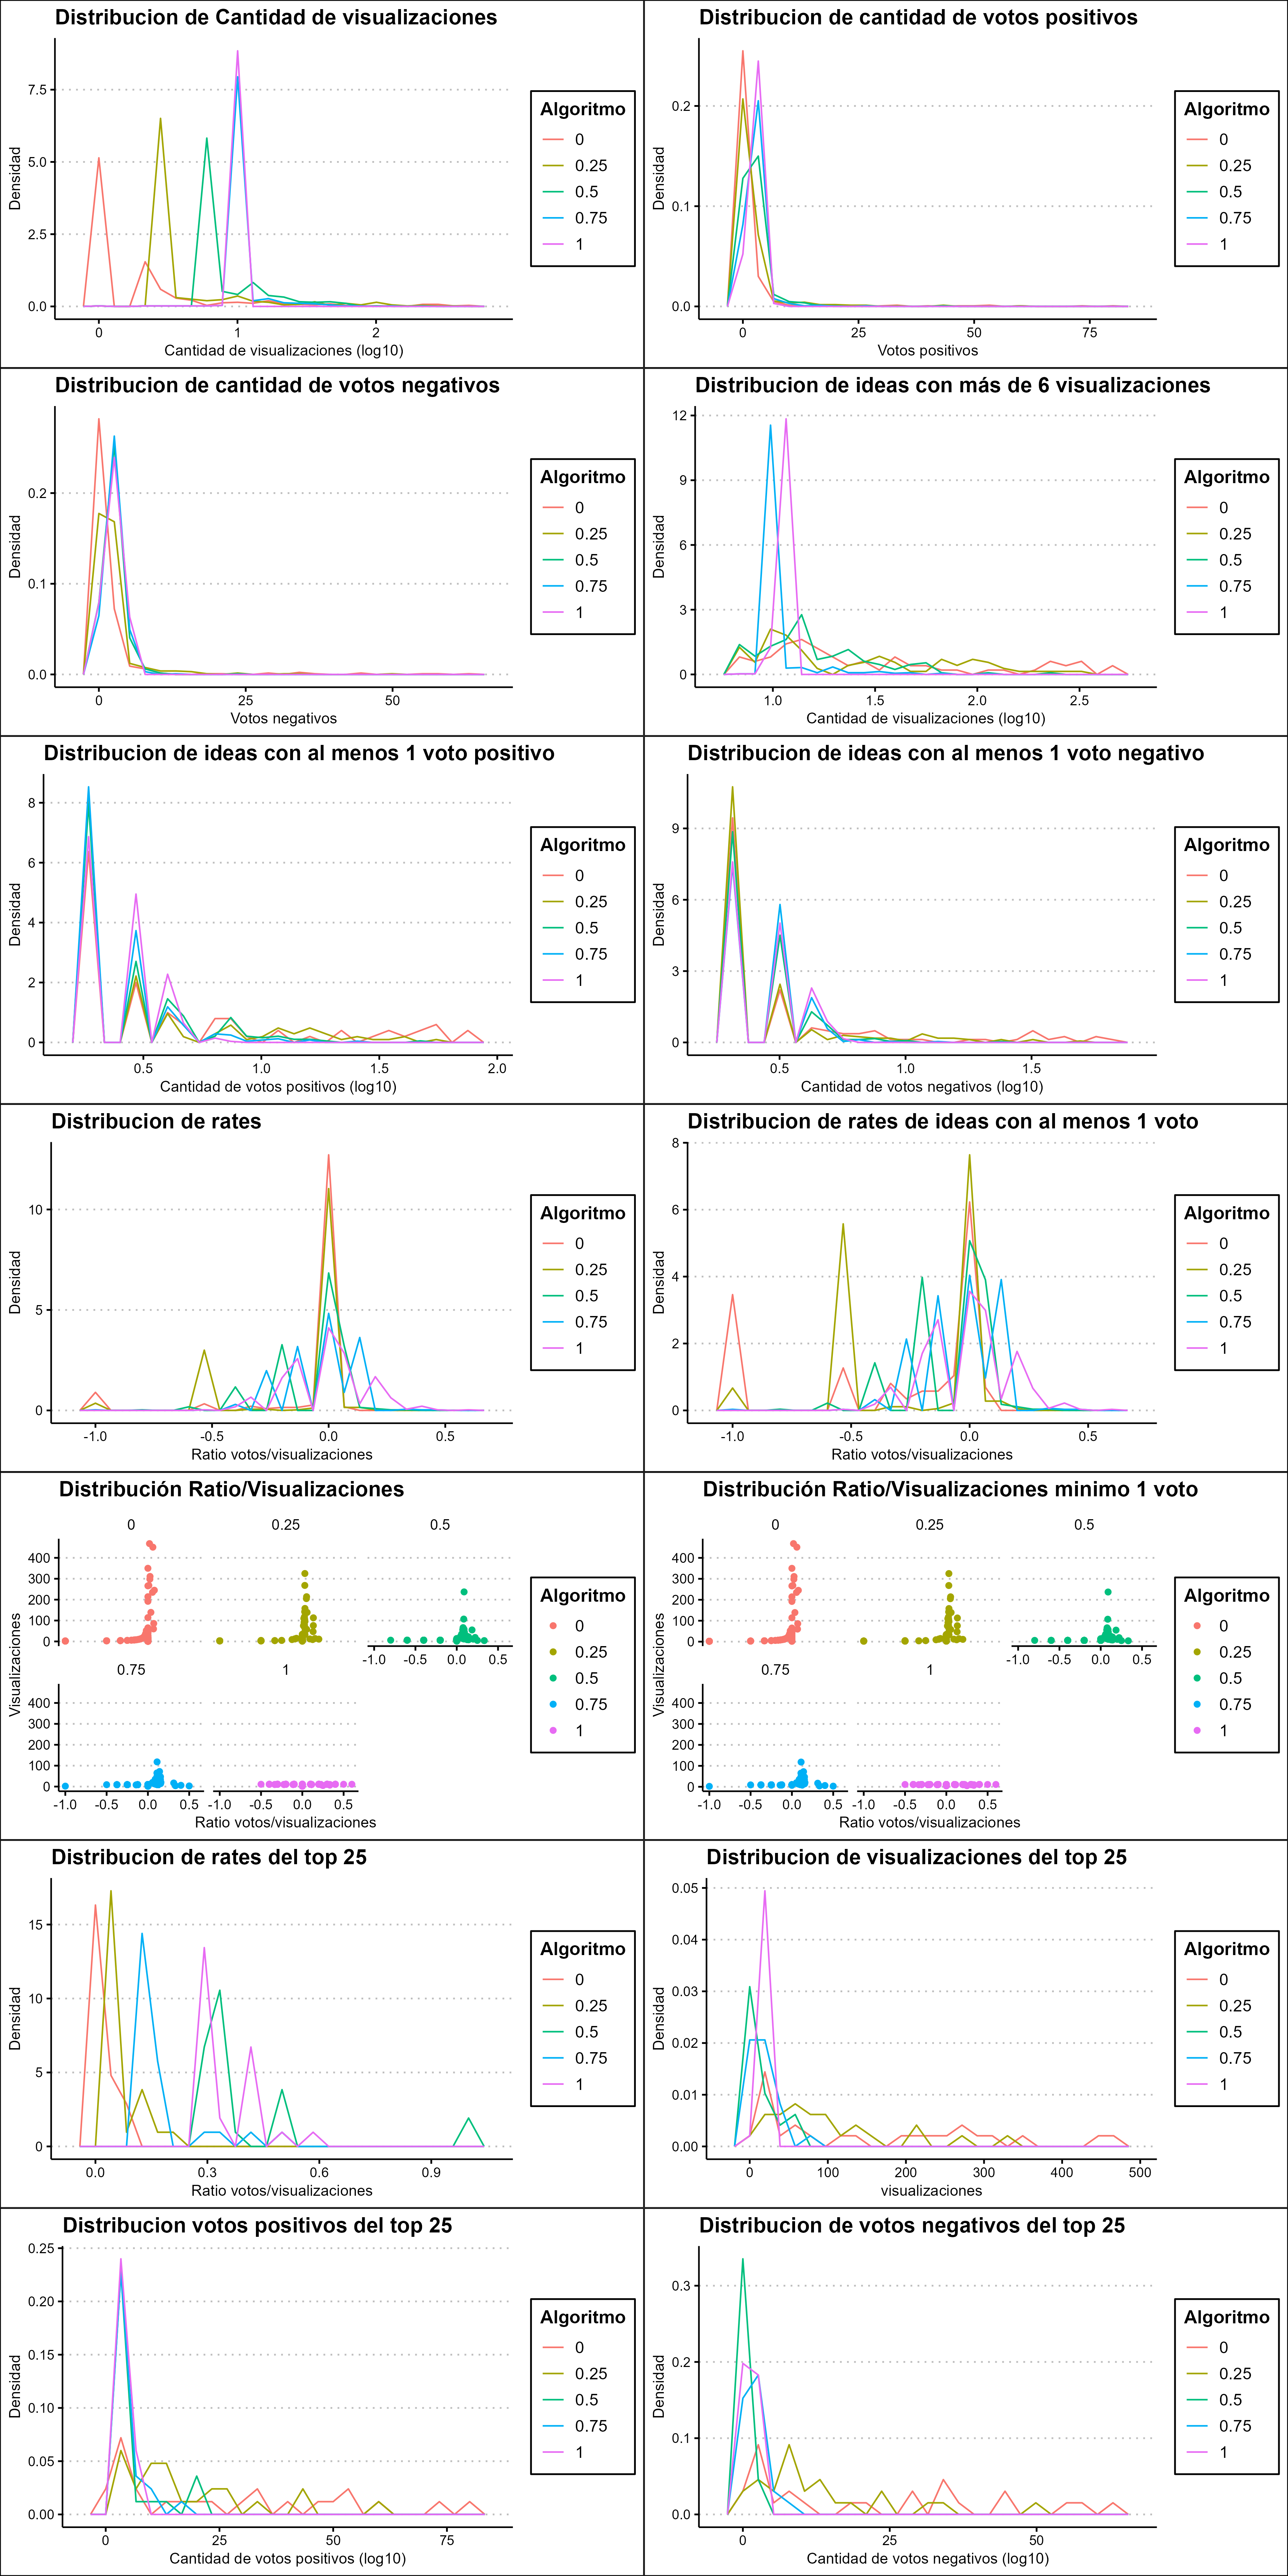 Distribucion de Cantidad de visualizaciones
Densidad
7.5
5.0
2.5
0.0
0 1 2
Cantidad de visualizaciones (log10)
Algoritmo
0
0.25
0.5
0.75
1
Distribucion de cantidad de votos positivos
Densidad
0.2
0.1
0.0
0 25 50 75
Votos positivos
Algoritmo
0
0.25
0.5
0.75
1
Distribucion de cantidad de votos negativos
Densidad
0.2
0.1
0.0
0 25 50
Votos negativos
Algoritmo
0
0.25
0.5
0.75
1
Distribucion de ideas con más de 6 visualizaciones
Densidad
12
9
6
3
0
1.0 1.5 2.0 2.5
Cantidad de visualizaciones (log10)
Algoritmo
0
0.25
0.5
0.75
1
Distribucion de ideas con al menos 1 voto positivo
Densidad
8
6
4
2
0
0.5 1.0 1.5 2.0
Cantidad de votos positivos (log10)
Algoritmo
0
0.25
0.5
0.75
1
Distribucion de ideas con al menos 1 voto negativo
Densidad
9
6
3
0
0.5 1.0 1.5
Cantidad de votos negativos (log10)
Algoritmo
0
0.25
0.5
0.75
1
Distribucion de rates
Densidad
10
5
0
-1.0 -0.5 0.0 0.5
Ratio votos/visualizaciones
Algoritmo
0
0.25
0.5
0.75
1
Distribucion de rates de ideas con al menos 1 voto
Densidad
8
6
4
2
0
-1.0 -0.5 0.0 0.5
Ratio votos/visualizaciones
Algoritmo
0
0.25
0.5
0.75
1
Distribución Ratio/Visualizaciones
0 0.25 0.5
Visualizaciones
400
300
200
100
0
-1.0 -0.5 0.0 0.5
0.75 1
400
300
200
100
0
-1.0 -0.5 0.0 0.5 -1.0 -0.5 0.0 0.5
Ratio votos/visualizaciones
Algoritmo
0
0.25
0.5
0.75
1
Distribución Ratio/Visualizaciones minimo 1 voto
0 0.25 0.5
Visualizaciones
400
300
200
100
0
-1.0 -0.5 0.0 0.5
0.75 1
400
300
200
100
0
-1.0 -0.5 0.0 0.5 -1.0 -0.5 0.0 0.5
Ratio votos/visualizaciones
Algoritmo
0
0.25
0.5
0.75
1
Distribucion de rates del top 25
Densidad
15
10
5
0
0.0 0.3 0.6 0.9
Ratio votos/visualizaciones
Algoritmo
0
0.25
0.5
0.75
1
Distribucion de visualizaciones del top 25
Densidad
0.05
0.04
0.03
0.02
0.01
0.00
0 100 200 300 400 500
visualizaciones
Algoritmo
0
0.25
0.5
0.75
1
Distribucion votos positivos del top 25
Densidad
0.25
0.20
0.15
0.10
0.05
0.00
0 25 50 75
Cantidad de votos positivos (log10)
Algoritmo
0
0.25
0.5
0.75
1
Distribucion de votos negativos del top 25
Densidad
0.3
0.2
0.1
0.0
0 25 50
Cantidad de votos negativos (log10)
Algoritmo
0
0.25
0.5
0.75
1